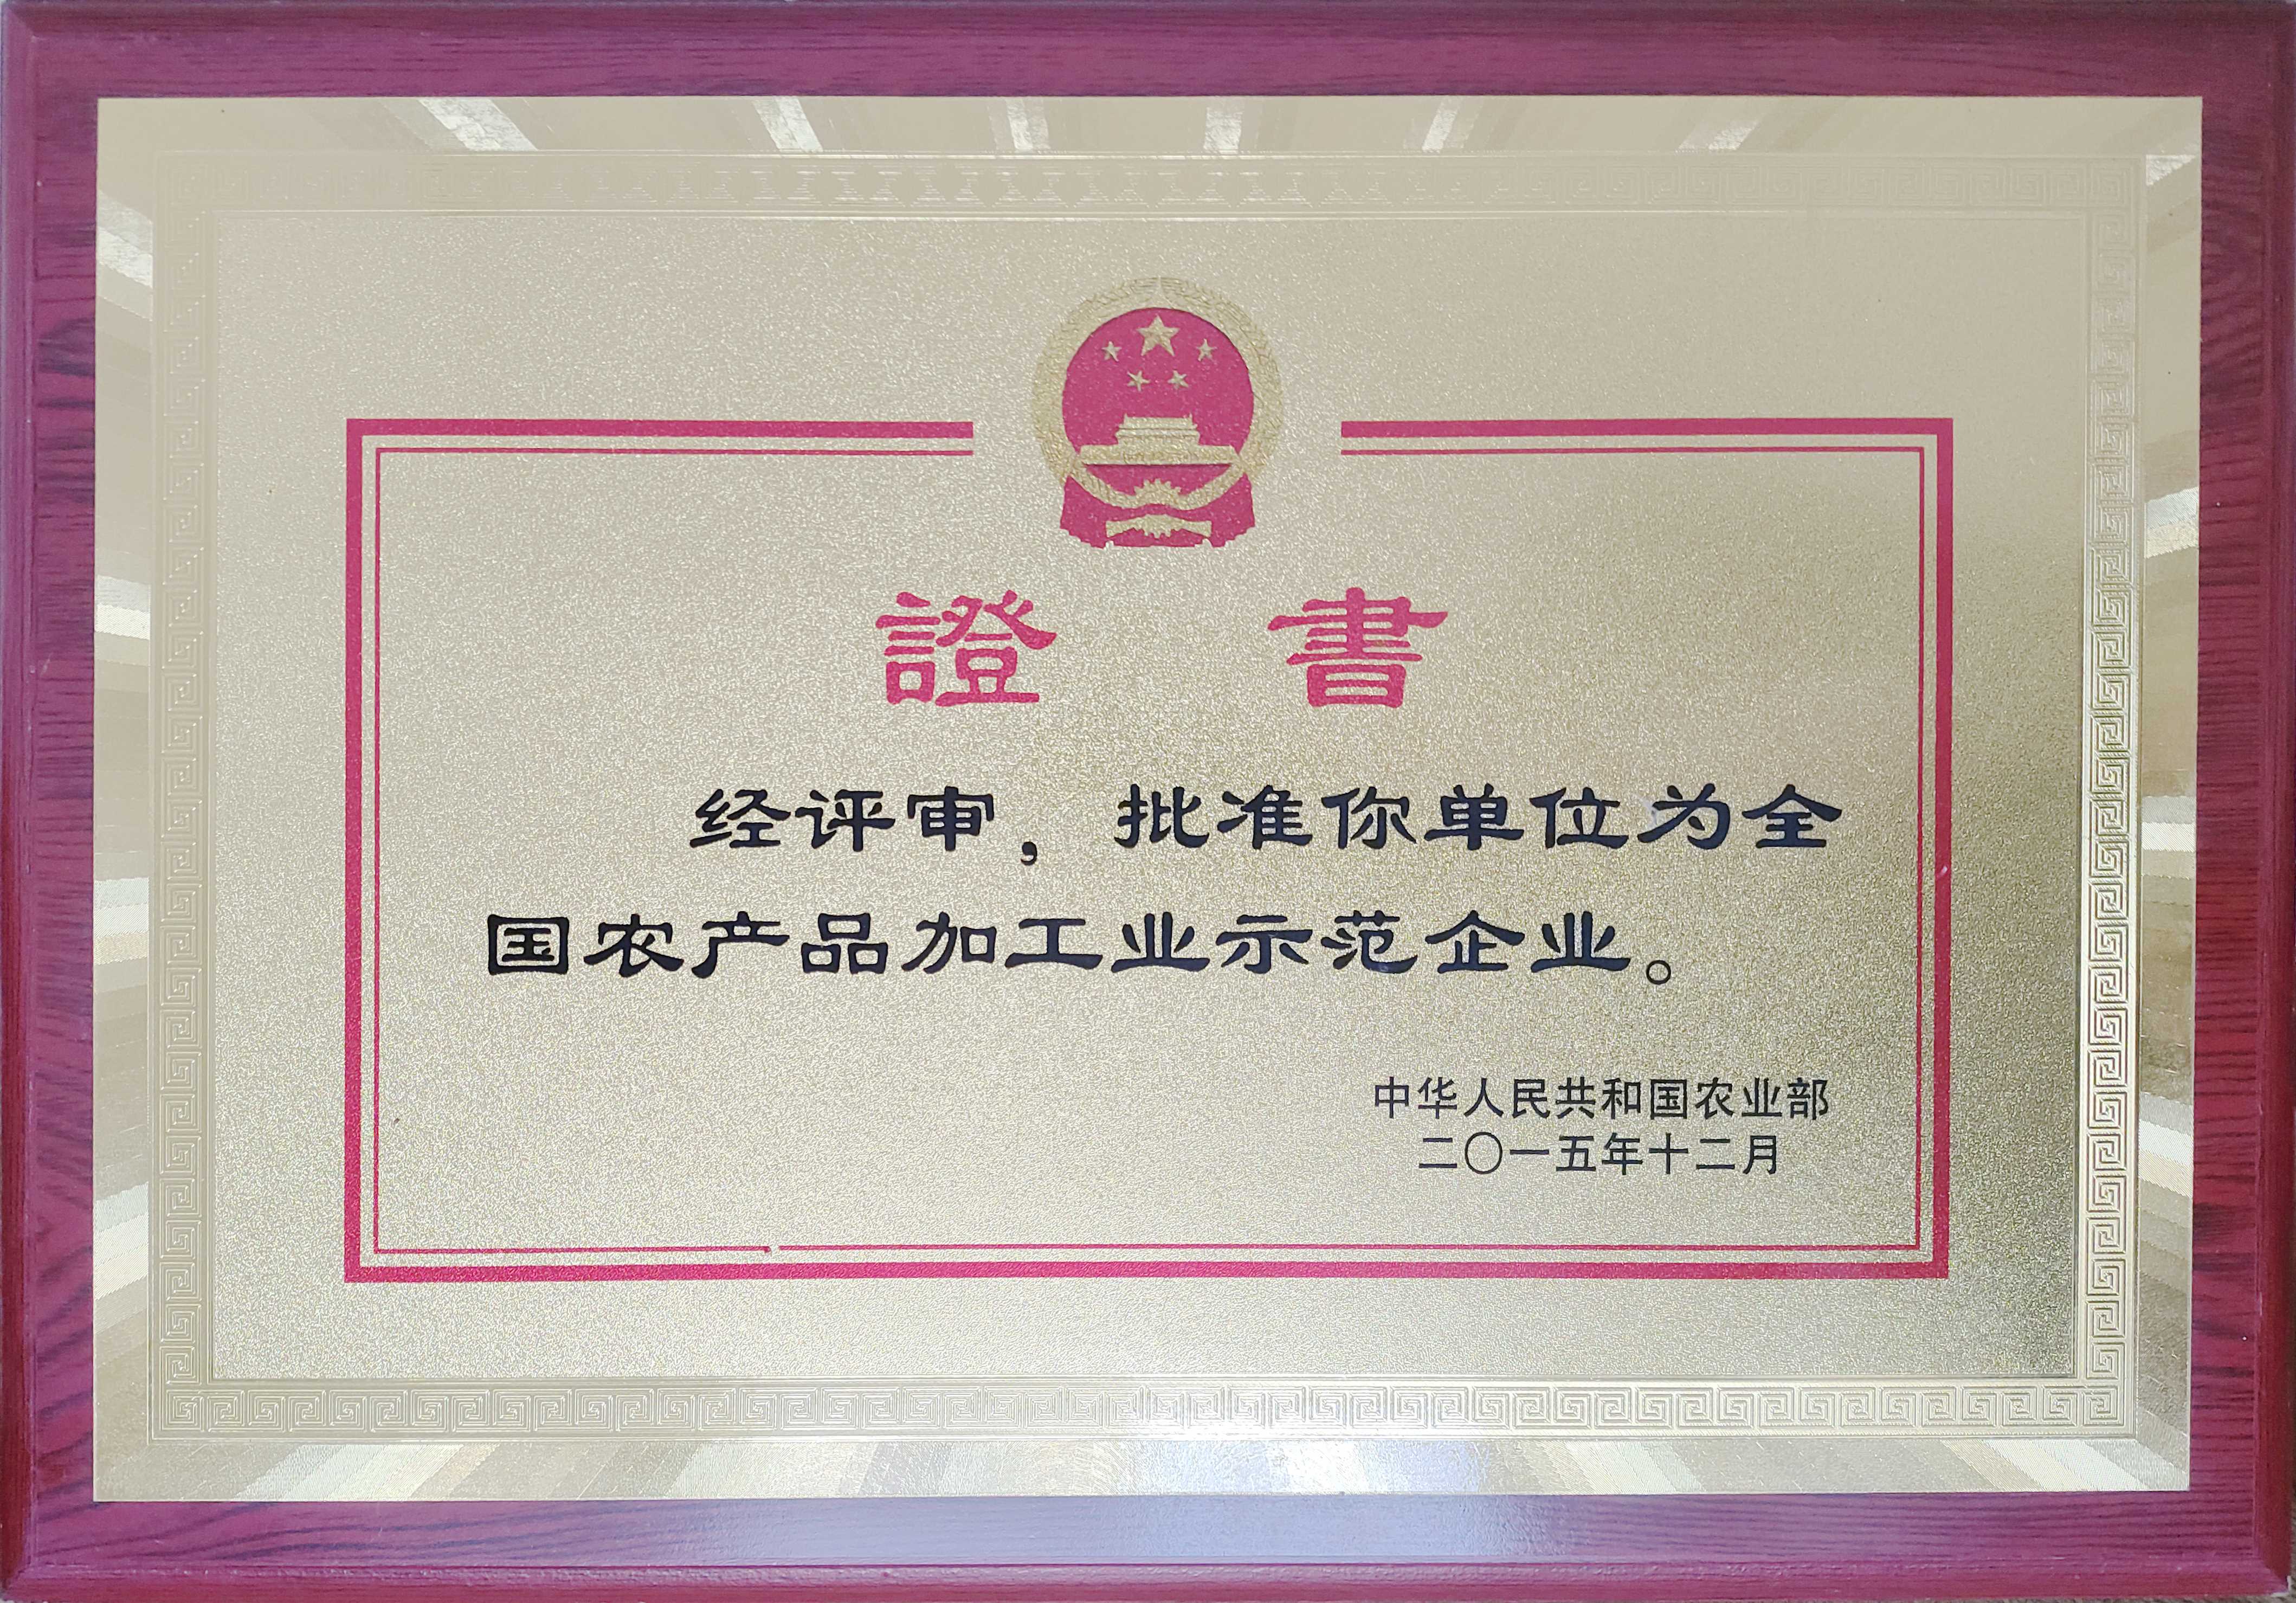 證 書
经评审，批准你单位为全
国农产品加工业示范企业。
中华人民共和国农业部
二〇一五年十二月